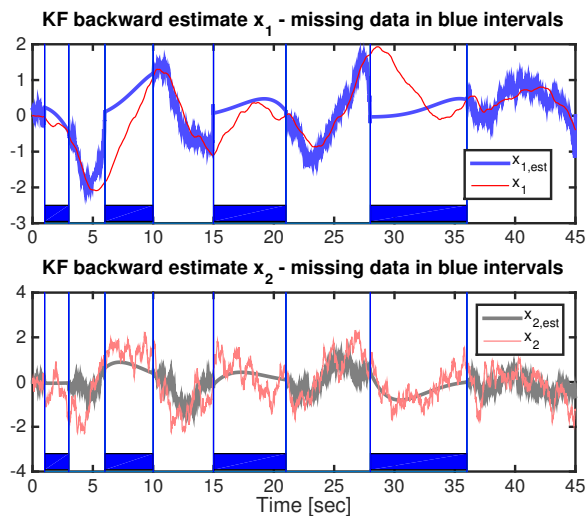 KF backward estimate x1 - missing data in blue intervals
2
1
0
-1
-2
-3
x1,est
x1
0 5 10 15 20 25 30 35 40 45
KF backward estimate x2 - missing data in blue intervals
4
2
0
-2
-4
x2,est
x2
0 5 10 15 20 25 30 35 40 45
Time [sec]